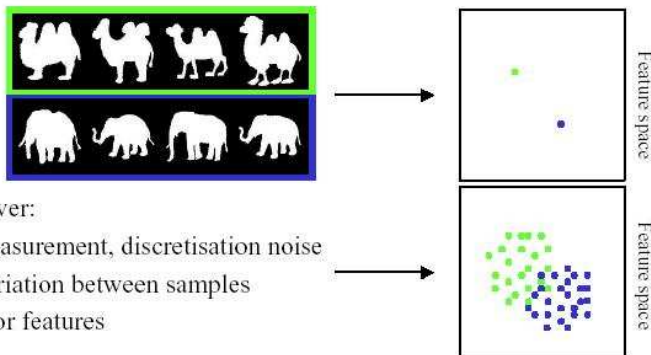 Feature space
ver:
asurement, discretisation noise
riation between samples
or features
Feature space